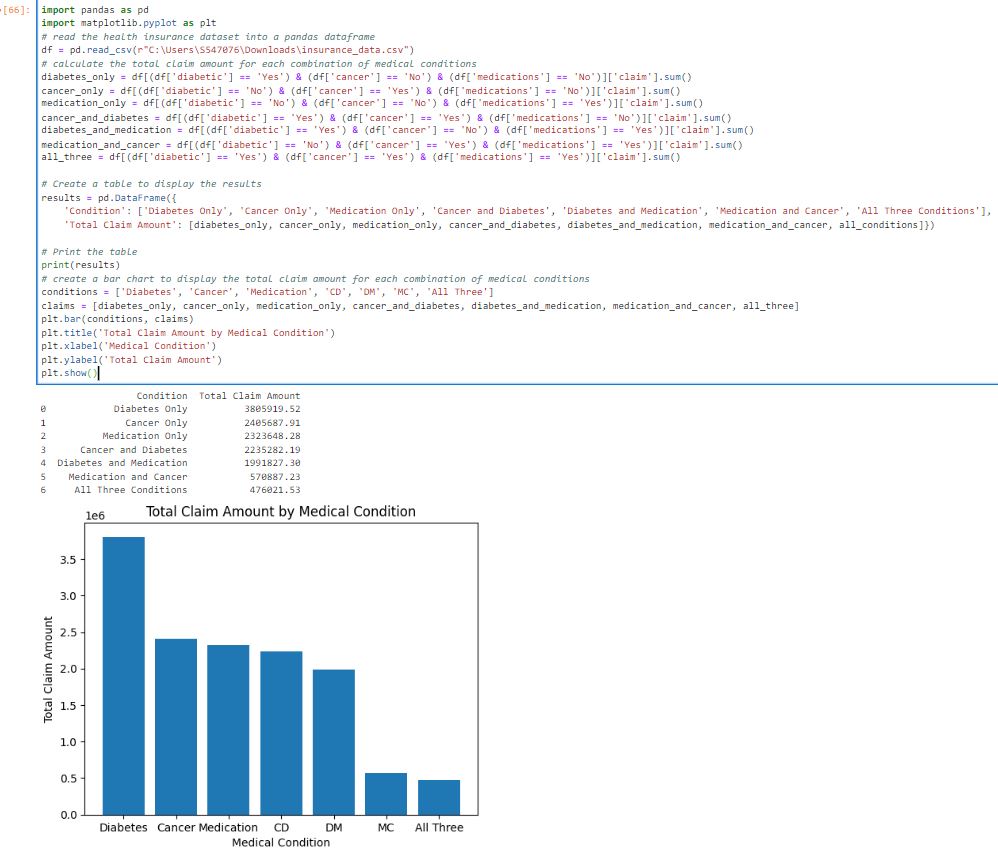 [66]:
import pandas as pd
import matplotlib.pyplot as plt
# read the health insurance dataset into a pandas dataframe
df = pd.read_csv(r"C:\Users\S547076\Downloads\insurance_data.csv")
# calculate the total claim amount for each combination of medical conditions
diabetes_only = df[(df['diabetic'] == 'Yes') & (df['cancer'] == 'No') & (df['medications'] == 'No')]['claim'].sum()
cancer_only = df[(df['diabetic'] == 'No') & (df['cancer'] == 'Yes') & (df['medications'] == 'No')]['claim'].sum()
medication_only = df[(df['diabetic'] == 'No') & (df['cancer'] == 'No') & (df['medications'] == 'Yes')]['claim'].sum()
cancer_and_diabetes = df[(df['diabetic'] == 'Yes') & (df['cancer'] == 'Yes') & (df['medications'] == 'No')]['claim'].sum()
diabetes_and_medication = df[(df['diabetic'] == 'Yes') & (df['cancer'] == 'No') & (df['medications'] == 'Yes')]['claim'].sum()
medication_and_cancer = df[(df['diabetic'] == 'No') & (df['cancer'] == 'Yes') & (df['medications'] == 'Yes')]['claim'].sum()
all_three = df[(df['diabetic'] == 'Yes') & (df['cancer'] == 'Yes') & (df['medications'] == 'Yes')]['claim'].sum()
# Create a table to display the results
results = pd.DataFrame({
'Condition': ['Diabetes Only', 'Cancer Only', 'Medication Only', 'Cancer and Diabetes', 'Diabetes and Medication', 'Medication and Cancer', 'All Three Conditions'],
'Total Claim Amount': [diabetes_only, cancer_only, medication_only, cancer_and_diabetes, diabetes_and_medication, medication_and_cancer, all_conditions]})
# Print the table
print(results)
# create a bar chart to display the total claim amount for each combination of medical conditions
conditions = ['Diabetes', 'Cancer', 'Medication', 'CD', 'DM', 'MC', 'All Three']
claims = [diabetes_only, cancer_only, medication_only, cancer_and_diabetes, diabetes_and_medication, medication_and_cancer, all_three]
plt.bar(conditions, claims)
plt.title('Total Claim Amount by Medical Condition')
plt.xlabel('Medical Condition')
plt.ylabel('Total Claim Amount')
plt.show()
Condition Total Claim Amount
0 Diabetes Only 3805919.52
1 Cancer Only 2405687.91
2 Medication Only 2323648.28
3 Cancer and Diabetes 2235282.19
4 Diabetes and Medication 1991827.30
5 Medication and Cancer 570887.23
6 All Three Conditions 476021.53
Total Claim Amount by Medical Condition
1e6
3.5
3.0
2.5
2.0
1.5
1.0
0.5
0.0
Total Claim Amount
Diabetes Cancer Medication CD DM MC All Three
Medical Condition